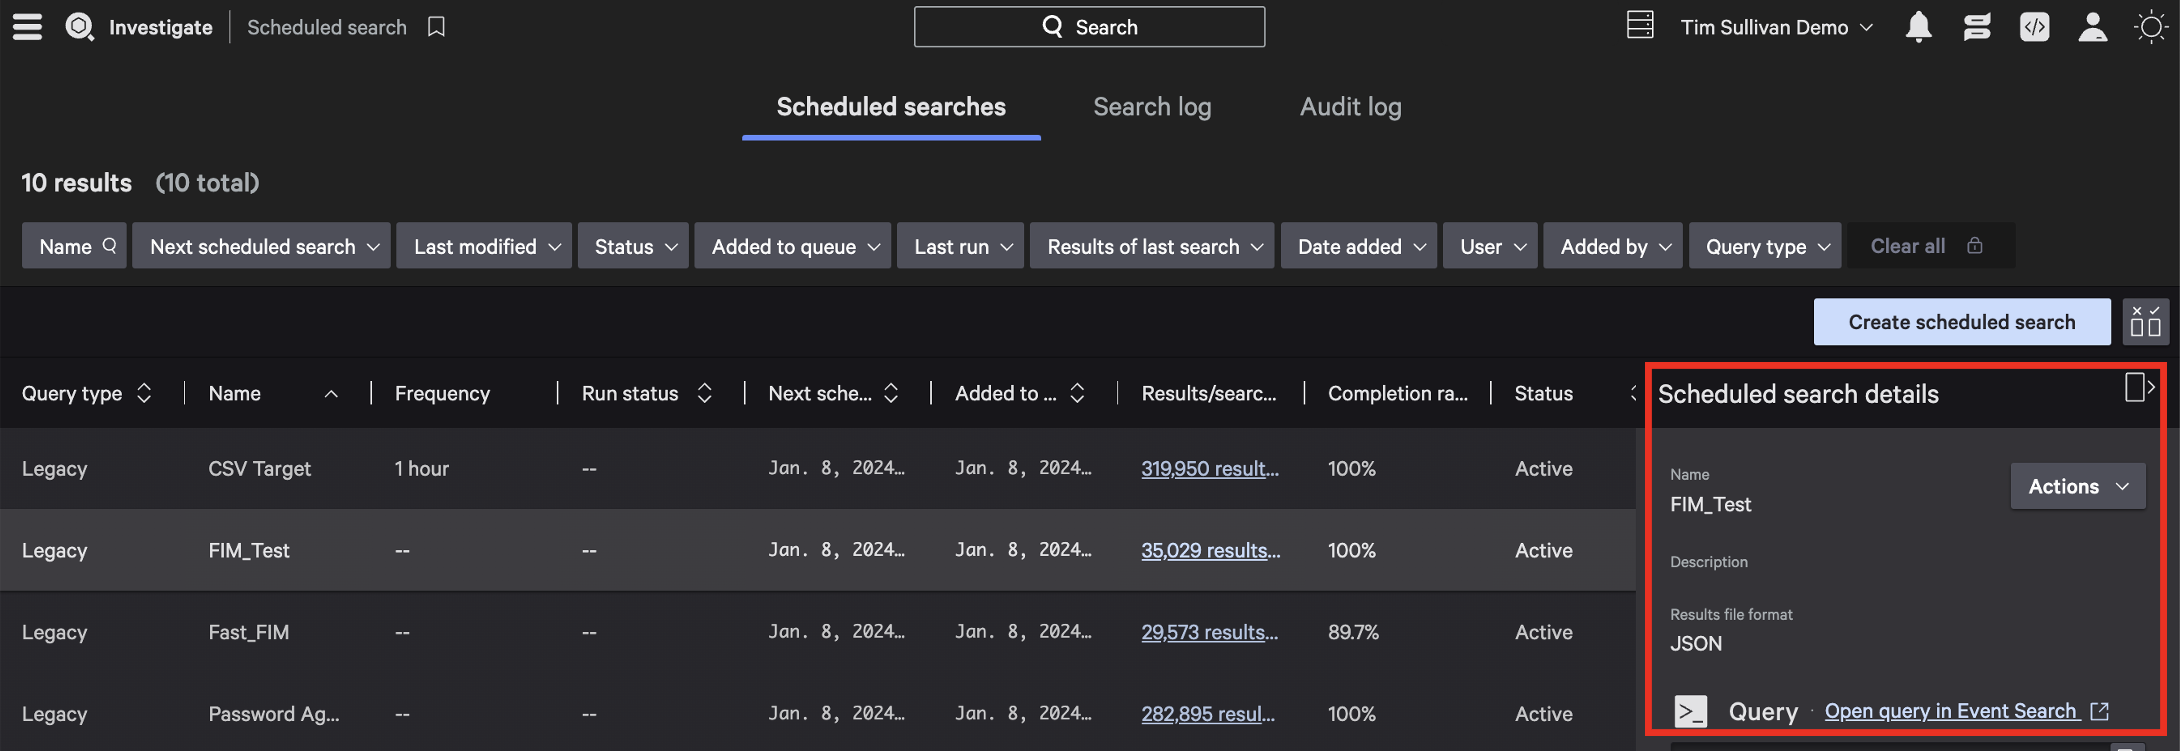 Investigate | Scheduled search
Search
Tim Sullivan Demo
Scheduled searches Search log Audit log
10 results (10 total)
Name Next scheduled search Last modified Status Added to queue Last run Results of last search Date added User Added by Query type Clear all
Create scheduled search
Query type Name Frequency Run status Next sche... Added to ... Results/searc... Completion ra... Status
Scheduled search details
Legacy CSV Target 1 hour -- Jan. 8, 2024... Jan. 8, 2024... 319,950 result... 100% Active
Legacy FIM_Test -- -- Jan. 8, 2024... Jan. 8, 2024... 35,029 results... 100% Active
Legacy Fast_FIM -- -- Jan. 8, 2024... Jan. 8, 2024... 29,573 results... 89.7% Active
Legacy Password Ag... -- -- Jan. 8, 2024... Jan. 8, 2024... 282,895 resul... 100% Active
Name
FIM_Test
Actions
Description
Results file format
JSON
Query · Open query in Event Search